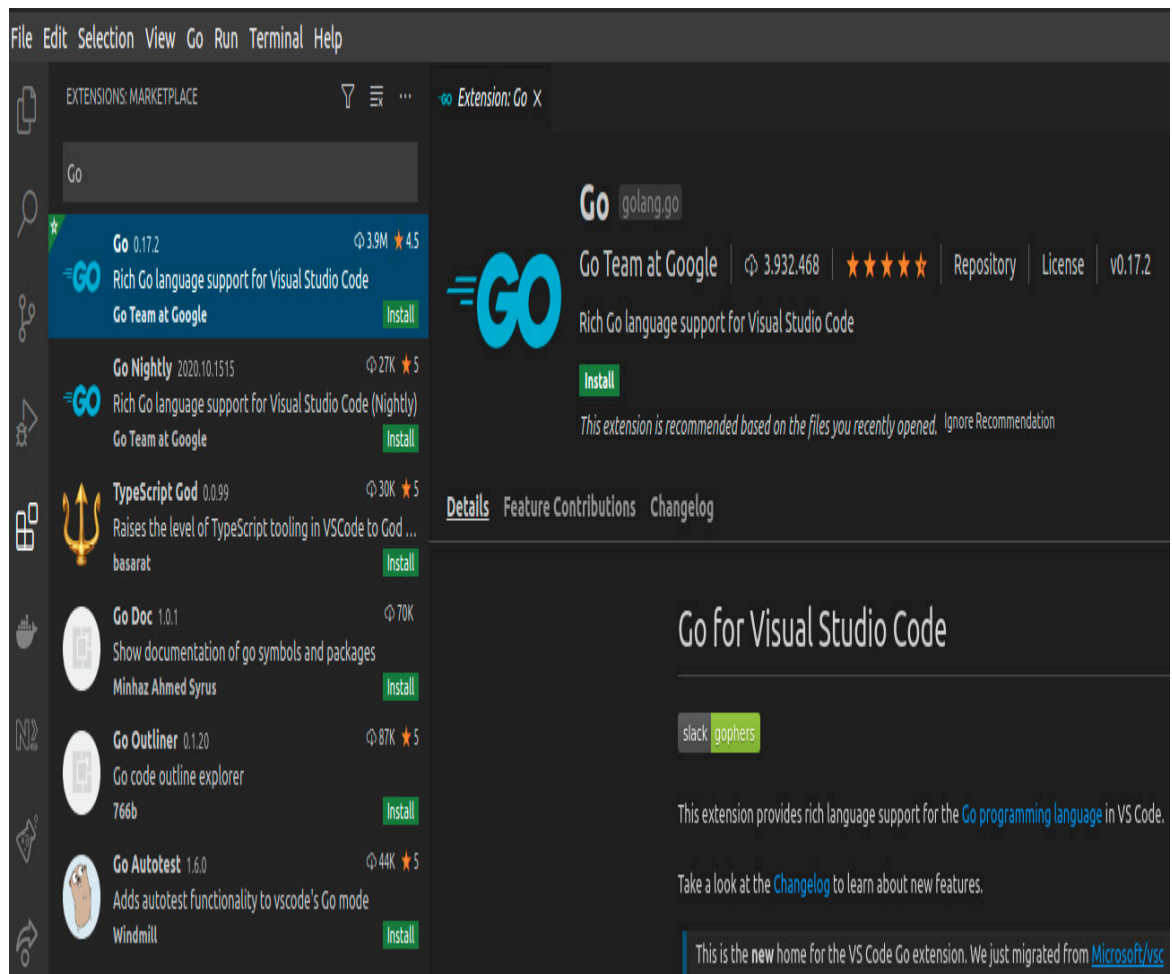 File Edit Selection View Go Run Terminal Help
EXTENSIONS: MARKETPLACE
Go
Go 0.17.2 3.9M 4.5
Rich Go language support for Visual Studio Code
Go Team at Google Install
Go Nightly 2020.10.1515 27K 5
Rich Go language support for Visual Studio Code (Nightly)
Go Team at Google Install
TypeScript God 0.0.99 30K 5
Raises the level of TypeScript tooling in VSCode to God ...
basarat Install
Go Doc 1.0.1 70K
Show documentation of go symbols and packages
Minhaz Ahmed Syrus Install
Go Outliner 0.1.20 87K 5
Go code outline explorer
766b Install
Go Autotest 1.6.0 44K 5
Adds autotest functionality to vscode's Go mode
Windmill Install
GO Extension: Go
GO
Go golang.go
Go Team at Google 3.932.468 Repository License v0.17.2
Rich Go language support for Visual Studio Code
Install
This extension is recommended based on the files you recently opened. Ignore Recommendation
Details Feature Contributions Changelog
Go for Visual Studio Code
slack gophers
This extension provides rich language support for the Go programming language in VS Code.
Take a look at the Changelog to learn about new features.
This is the new home for the VS Code Go extension. We just migrated from Microsoft/vsc